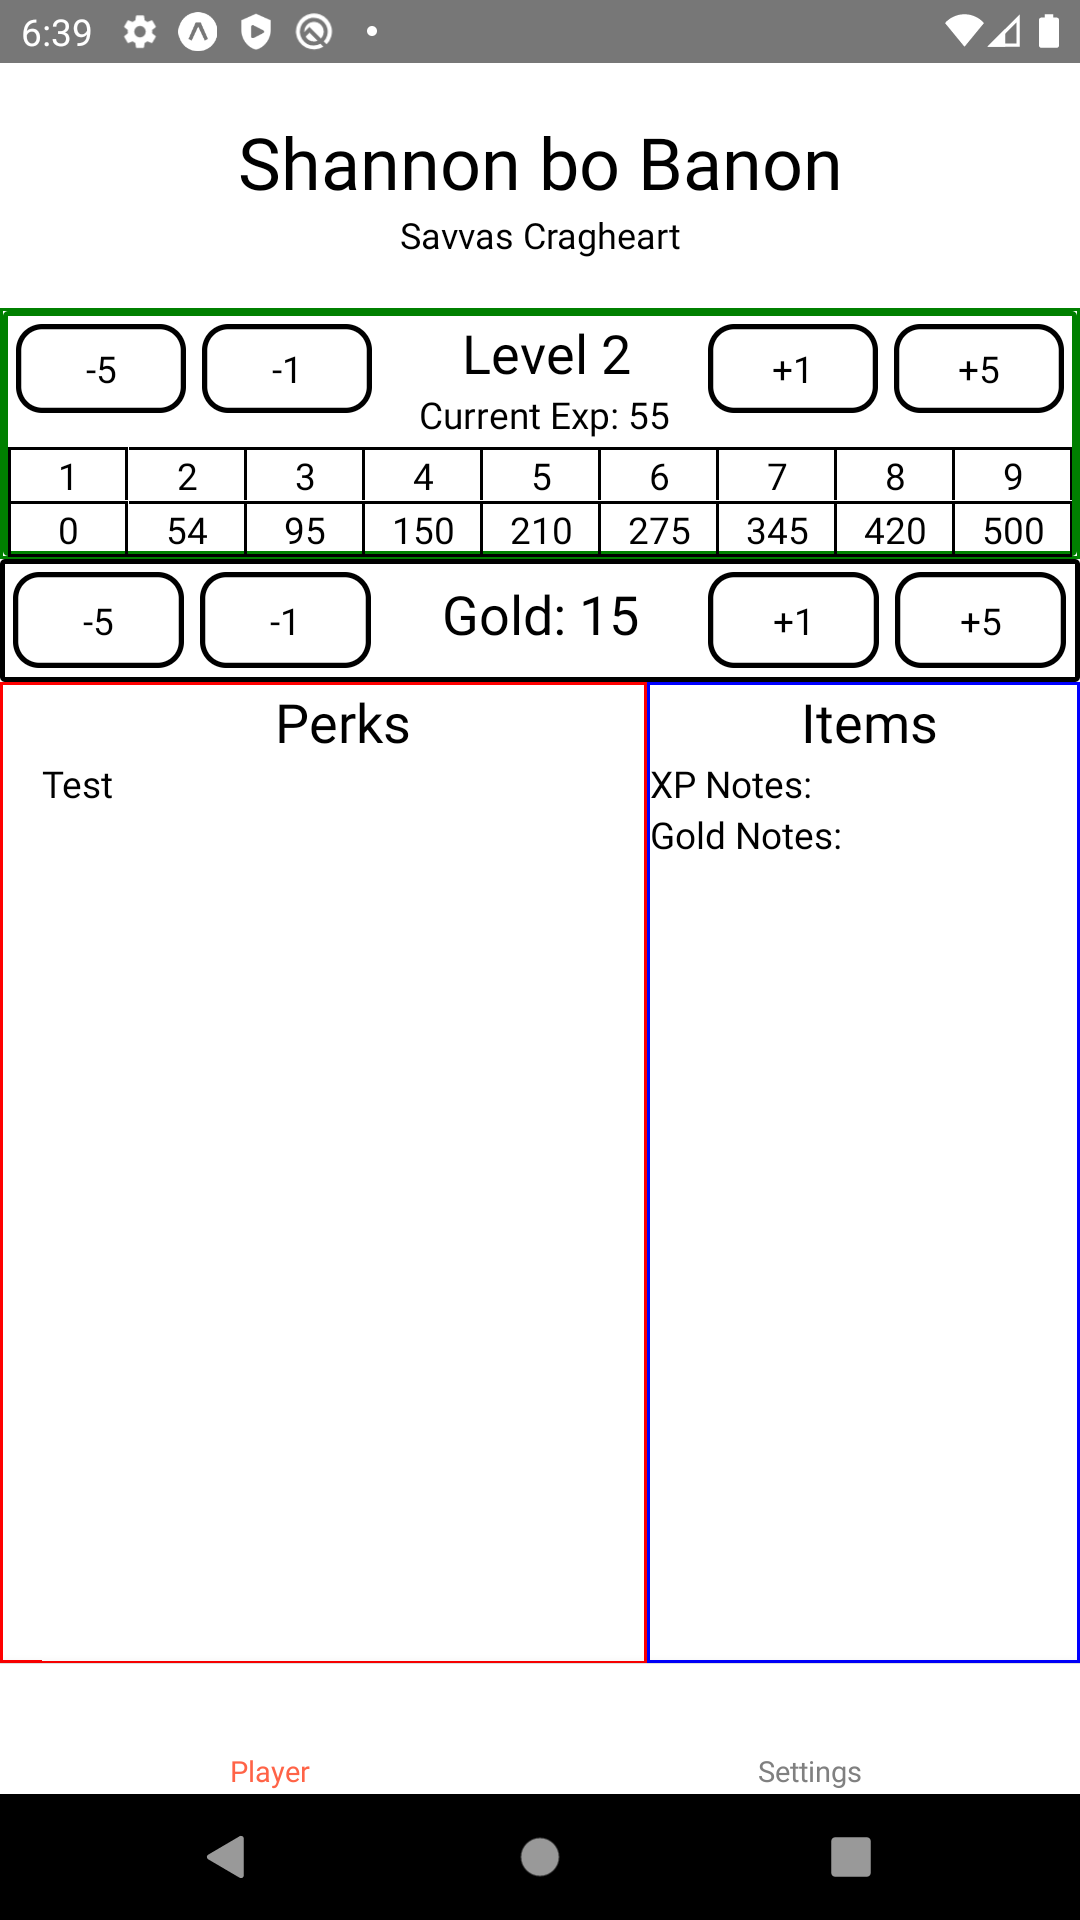 6:39
Shannon bo Banon
Savvas Cragheart
-5 -1 Level 2 +1 +5
Current Exp: 55
1 2 3 4 5 6 7 8 9
0 54 95 150 210 275 345 420 500
-5 -1 Gold: 15 +1 +5
Perks
Test
Items
XP Notes:
Gold Notes:
Player Settings